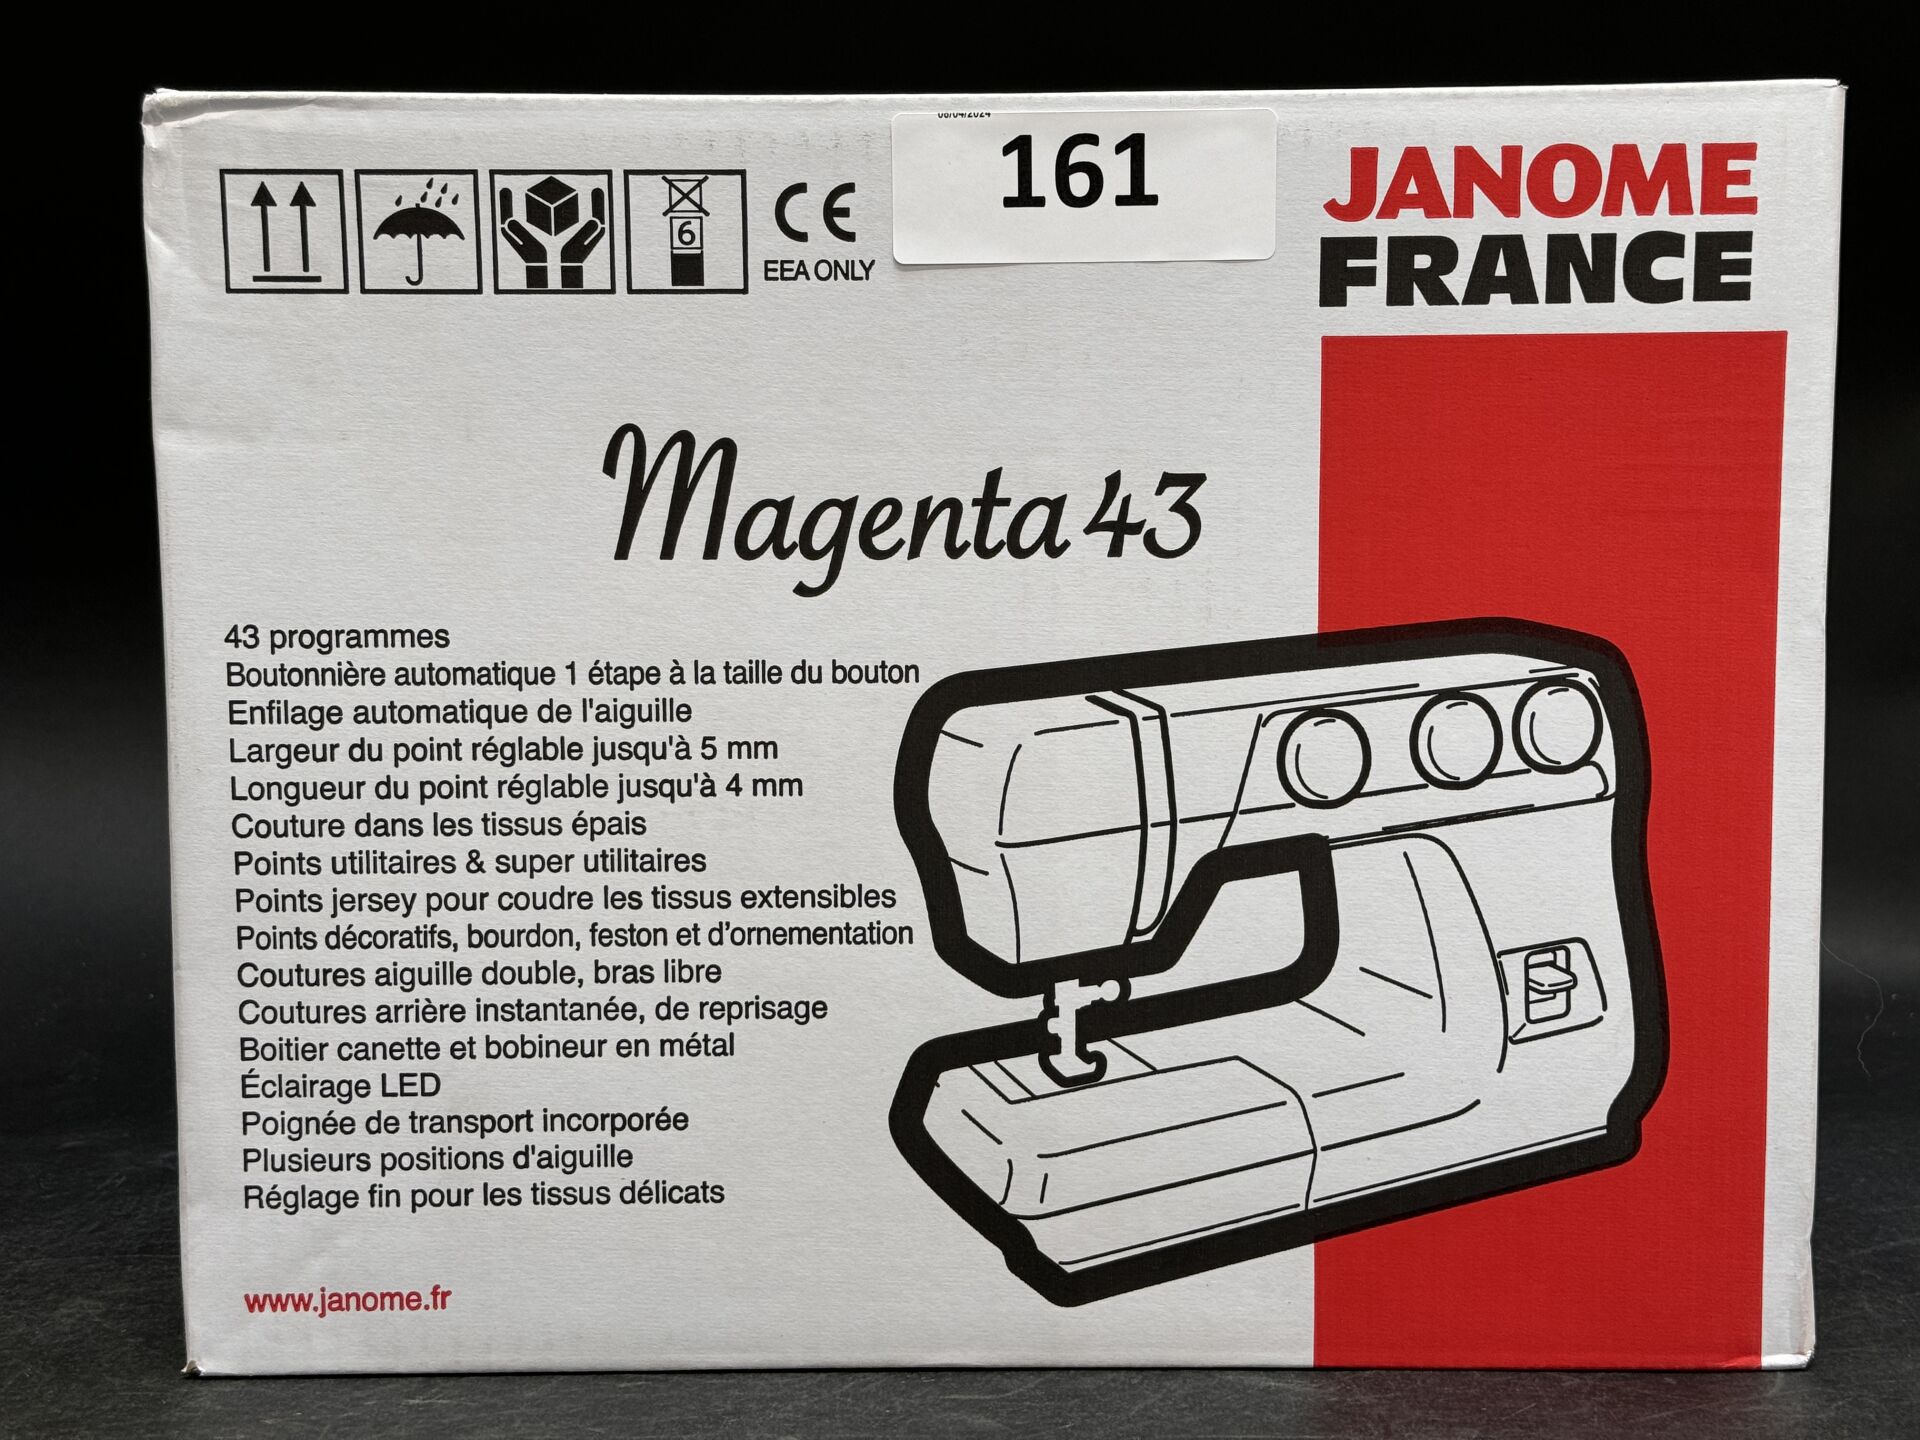 08/04/2024
161
JANOME
FRANCE
6
CE
EEA ONLY
Magenta 43
43 programmes
Boutonnière automatique 1 étape à la taille du bouton
Enfilage automatique de l'aiguille
Largeur du point réglable jusqu'à 5 mm
Longueur du point réglable jusqu'à 4 mm
Couture dans les tissus épais
Points utilitaires & super utilitaires
Points jersey pour coudre les tissus extensibles
Points décoratifs, bourdon, feston et d'ornementation
Coutures aiguille double, bras libre
Coutures arrière instantanée, de reprisage
Boitier canette et bobineur en métal
Éclairage LED
Poignée de transport incorporée
Plusieurs positions d'aiguille
Réglage fin pour les tissus délicats
www.janome.fr